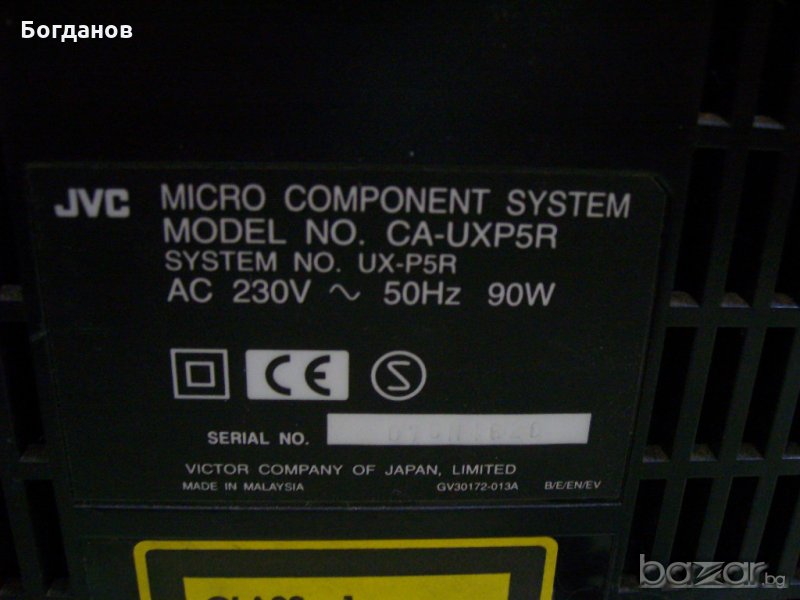 Богданов
JVC MICRO COMPONENT SYSTEM
MODEL NO. CA-UXP5R
SYSTEM NO. UX-P5R
AC 230V ~ 50Hz 90W
CE S
SERIAL NO.
VICTOR COMPANY OF JAPAN, LIMITED
MADE IN MALAYSIA GV30172-013A B/E/EN/EV
bazar.bg